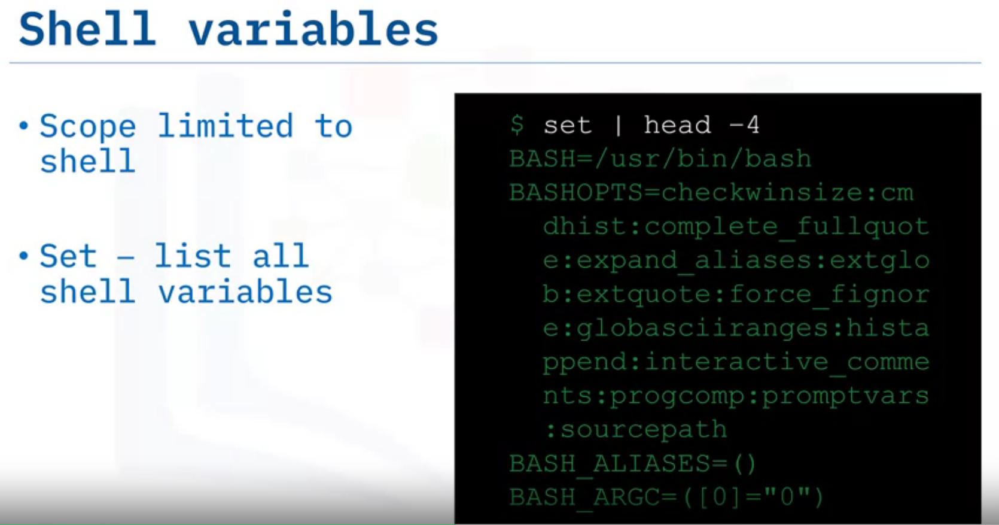 Shell variables
• Scope limited to
shell
• Set – list all
shell variables
$ set | head -4
BASH=/usr/bin/bash
BASHOPTS=checkwinsize:cm
dhist:complete_fullquot
e:expand_aliases:extglo
b:extquote:force_fignor
e:globasciiranges:hista
ppend:interactive_comme
nts:progcomp:promptvars
:sourcepath
BASH_ALIASES=()
BASH_ARGC=([0]="0")